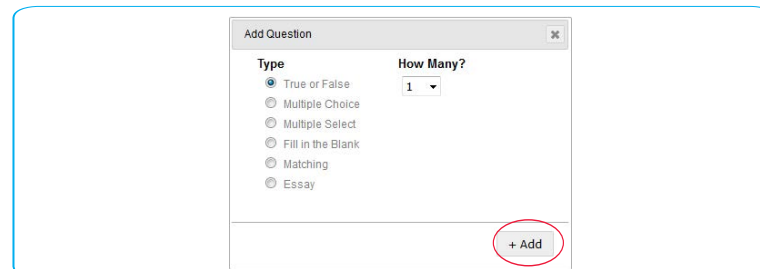 Add Question
Type How Many?
True or False 1
Multiple Choice
Multiple Select
Fill in the Blank
Matching
Essay
+ Add